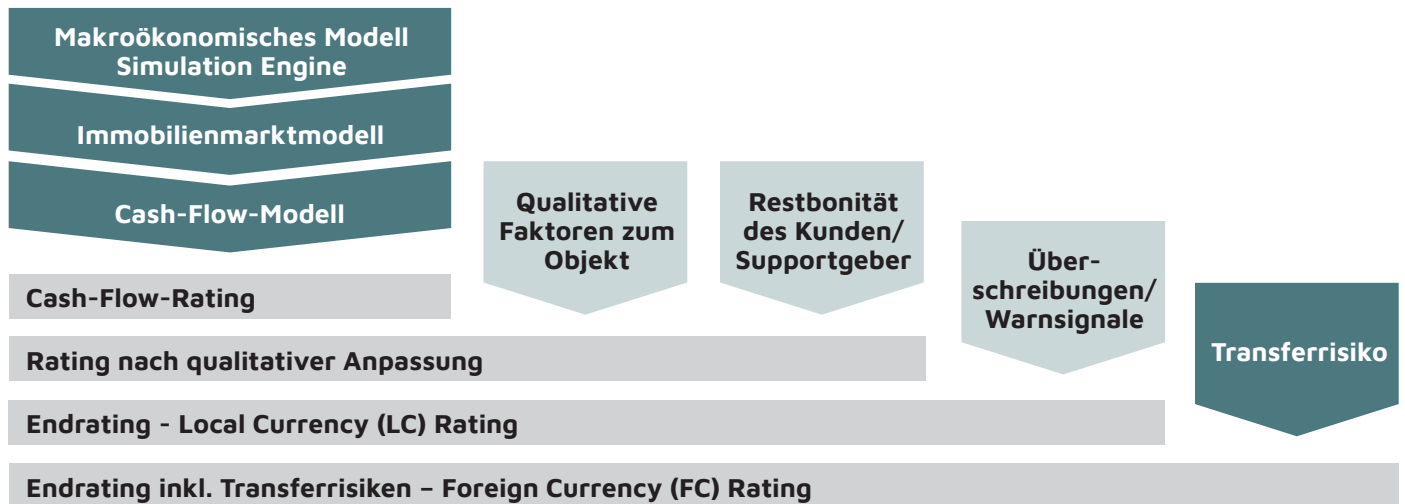 Makroökonomisches Modell
Simulation Engine
Immobilienmarktmodell
Cash-Flow-Modell
Qualitative
Faktoren zum
Objekt
Restbonität
des Kunden/
Supportgeber
Über-
schreibungen/
Warnsignale
Transferrisiko
Cash-Flow-Rating
Rating nach qualitativer Anpassung
Endrating - Local Currency (LC) Rating
Endrating inkl. Transferrisiken – Foreign Currency (FC) Rating